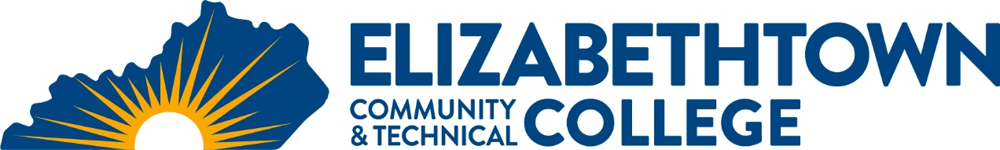 ELIZABETHTOWN
COMMUNITY
& TECHNICAL
COLLEGE